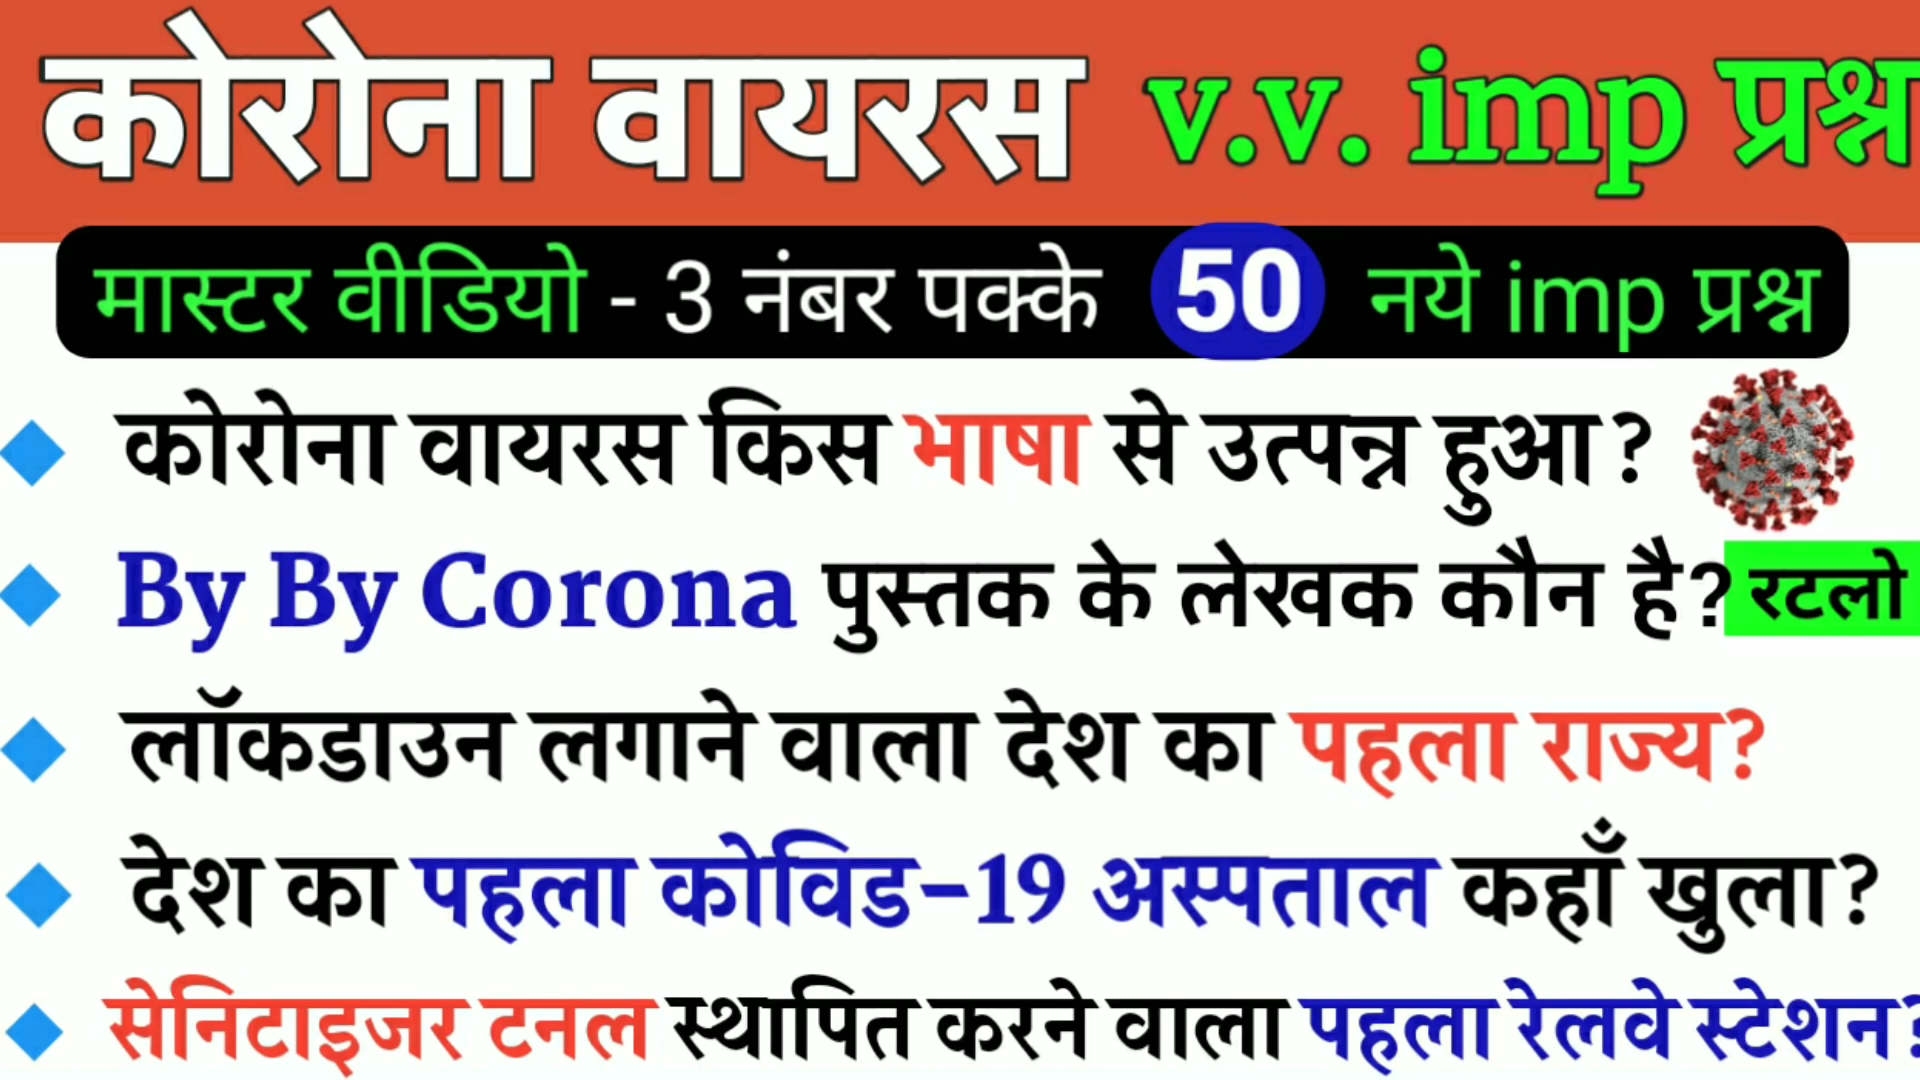 कोरोना वायरस v.v. imp प्रश्न
मास्टर वीडियो - 3 नंबर पक्के 50 नये imp प्रश्न
कोरोना वायरस किस भाषा से उत्पन्न हुआ?
By By Corona पुस्तक के लेखक कौन है? रटलो
लॉकडाउन लगाने वाला देश का पहला राज्य?
देश का पहला कोविड-19 अस्पताल कहाँ खुला?
सेनिटाइजर टनल स्थापित करने वाला पहला रेलवे स्टेशन?